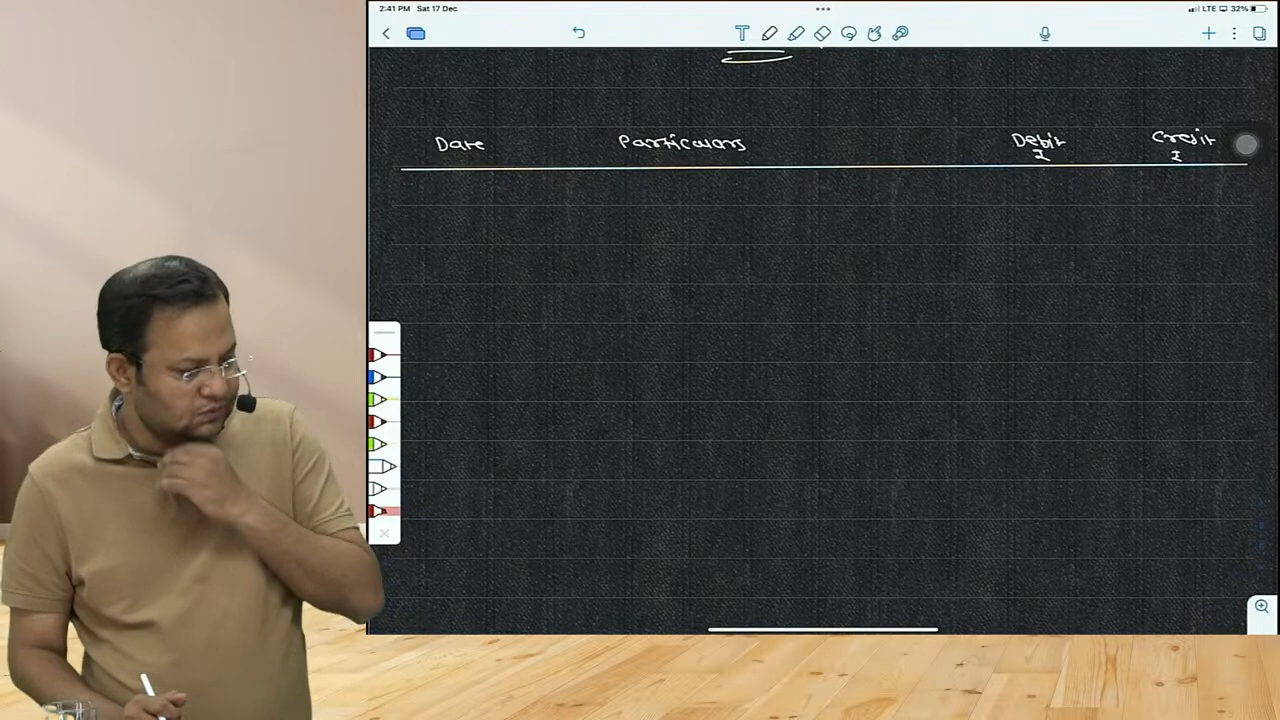 2:41 PM Sat 17 Dec
LTE 32%
T
Date Particulars Debit Credit
₹ ₹